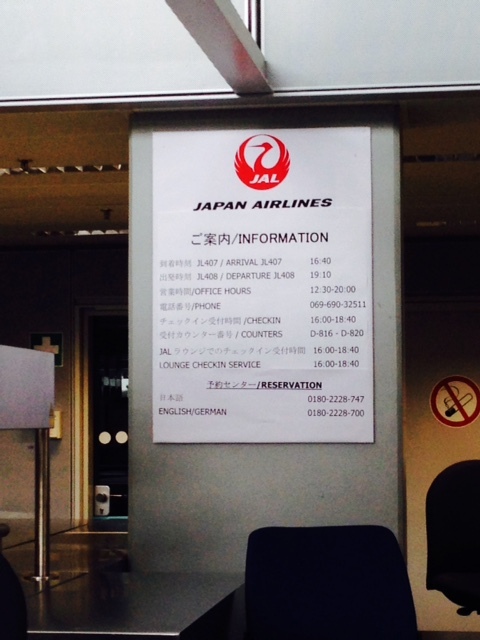 JAL
JAPAN AIRLINES
ご案内/INFORMATION
到着時刻 JL407 / ARRIVAL JL407 16:40
出発時刻 JL408 / DEPARTURE JL408 19:10
営業時間/OFFICE HOURS 12:30-20:00
電話番号/PHONE 069-690-32511
チェックイン受付時間 /CHECKIN 16:00-18:40
受付カウンター番号 / COUNTERS D-816 - D-820
JALラウンジでのチェックイン受付時間 16:00-18:40
LOUNGE CHECKIN SERVICE 16:00-18:40
予約センター/RESERVATION
日本語 0180-2228-747
ENGLISH/GERMAN 0180-2228-700